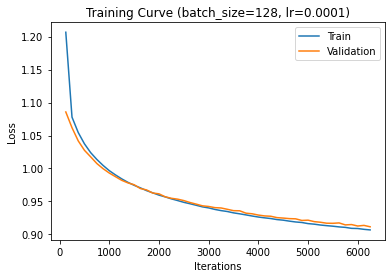 Training Curve (batch_size=128, lr=0.0001)
Train
Validation
1.20
1.15
1.10
1.05
1.00
0.95
0.90
Loss
0 1000 2000 3000 4000 5000 6000
Iterations